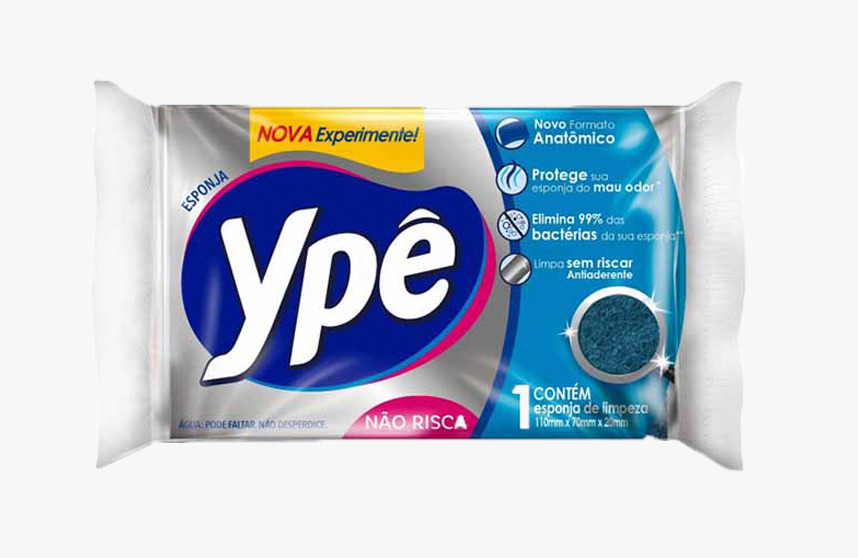 NOVA Experimente!
ESPONJA
Ypê
ÁGUA: PODE FALTAR. NÃO DESPERDICE.
NÃO RISCA
Novo Formato
Anatômico
Protege sua
esponja do mau odor*
Elimina 99% das
bactérias da sua esponja**
Limpa sem riscar
Antiaderente
1 CONTÉM
esponja de limpeza
110mm x 70mm x 20mm